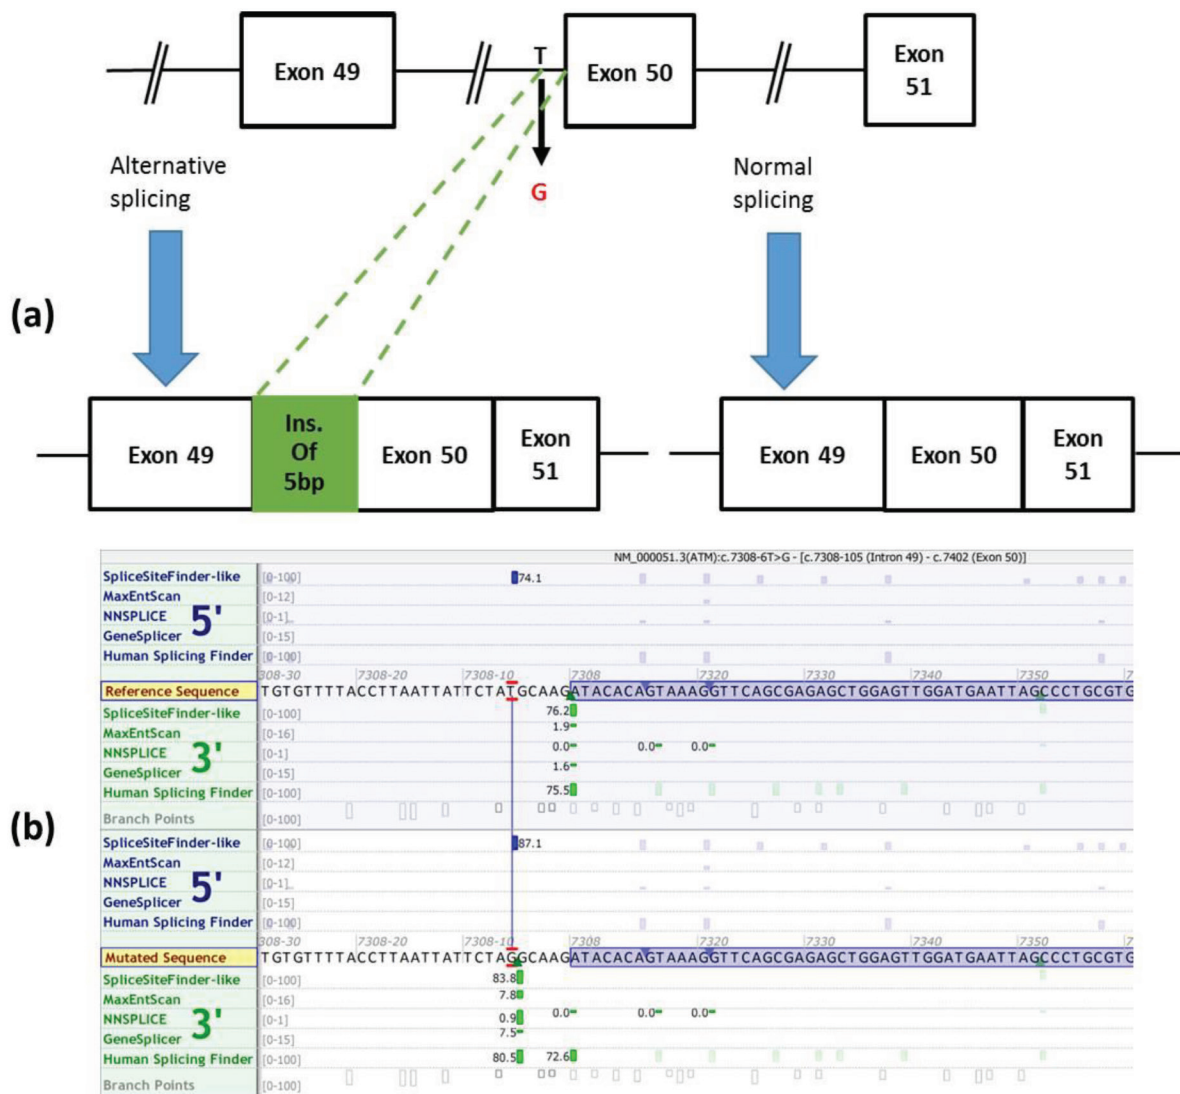 T
Exon 49
Exon 50
Exon
51
Alternative
splicing
G
Normal
splicing
(a)
Exon 49
Ins.
Of
5bp
Exon 50
Exon
51
Exon 49
Exon 50
Exon
51
NM_000051.3(ATM):c.7308-6T>G - [c.7308-105 (Intron 49) - c.7402 (Exon 50)]
SpliceSiteFinder-like [0-100] 74.1
MaxEntScan [0-12]
NNSPLICE 5' [0-1]
GeneSplicer [0-15]
Human Splicing Finder [0-100]
308-30 7308-20 7308-10 7308 7320 7330 7340 7350
Reference Sequence TGTGTTTTACCTTAATTATTCTATGCAAGATACACAGTAAAGGTTCAGCGAGAGCTGGAGTTGGATGAATTAGCCCTGCGTG
SpliceSiteFinder-like [0-100] 76.2
MaxEntScan [0-16] 1.9
NNSPLICE 3' [0-1] 0.0 0.0 0.0
GeneSplicer [0-15] 1.6
Human Splicing Finder [0-100] 75.5
Branch Points [0-100]
(b)
SpliceSiteFinder-like [0-100] 87.1
MaxEntScan [0-12]
NNSPLICE 5' [0-1]
GeneSplicer [0-15]
Human Splicing Finder [0-100]
308-30 7308-20 7308-10 7308 7320 7330 7340 7350
Mutated Sequence TGTGTTTTACCTTAATTATTCTAGGCAAGATACACAGTAAAGGTTCAGCGAGAGCTGGAGTTGGATGAATTAGCCCTGCGTG
SpliceSiteFinder-like [0-100] 83.8
MaxEntScan [0-16] 7.8
NNSPLICE 3' [0-1] 0.9 0.0 0.0 0.0
GeneSplicer [0-15] 7.5
Human Splicing Finder [0-100] 80.5 72.6
Branch Points [0-100]